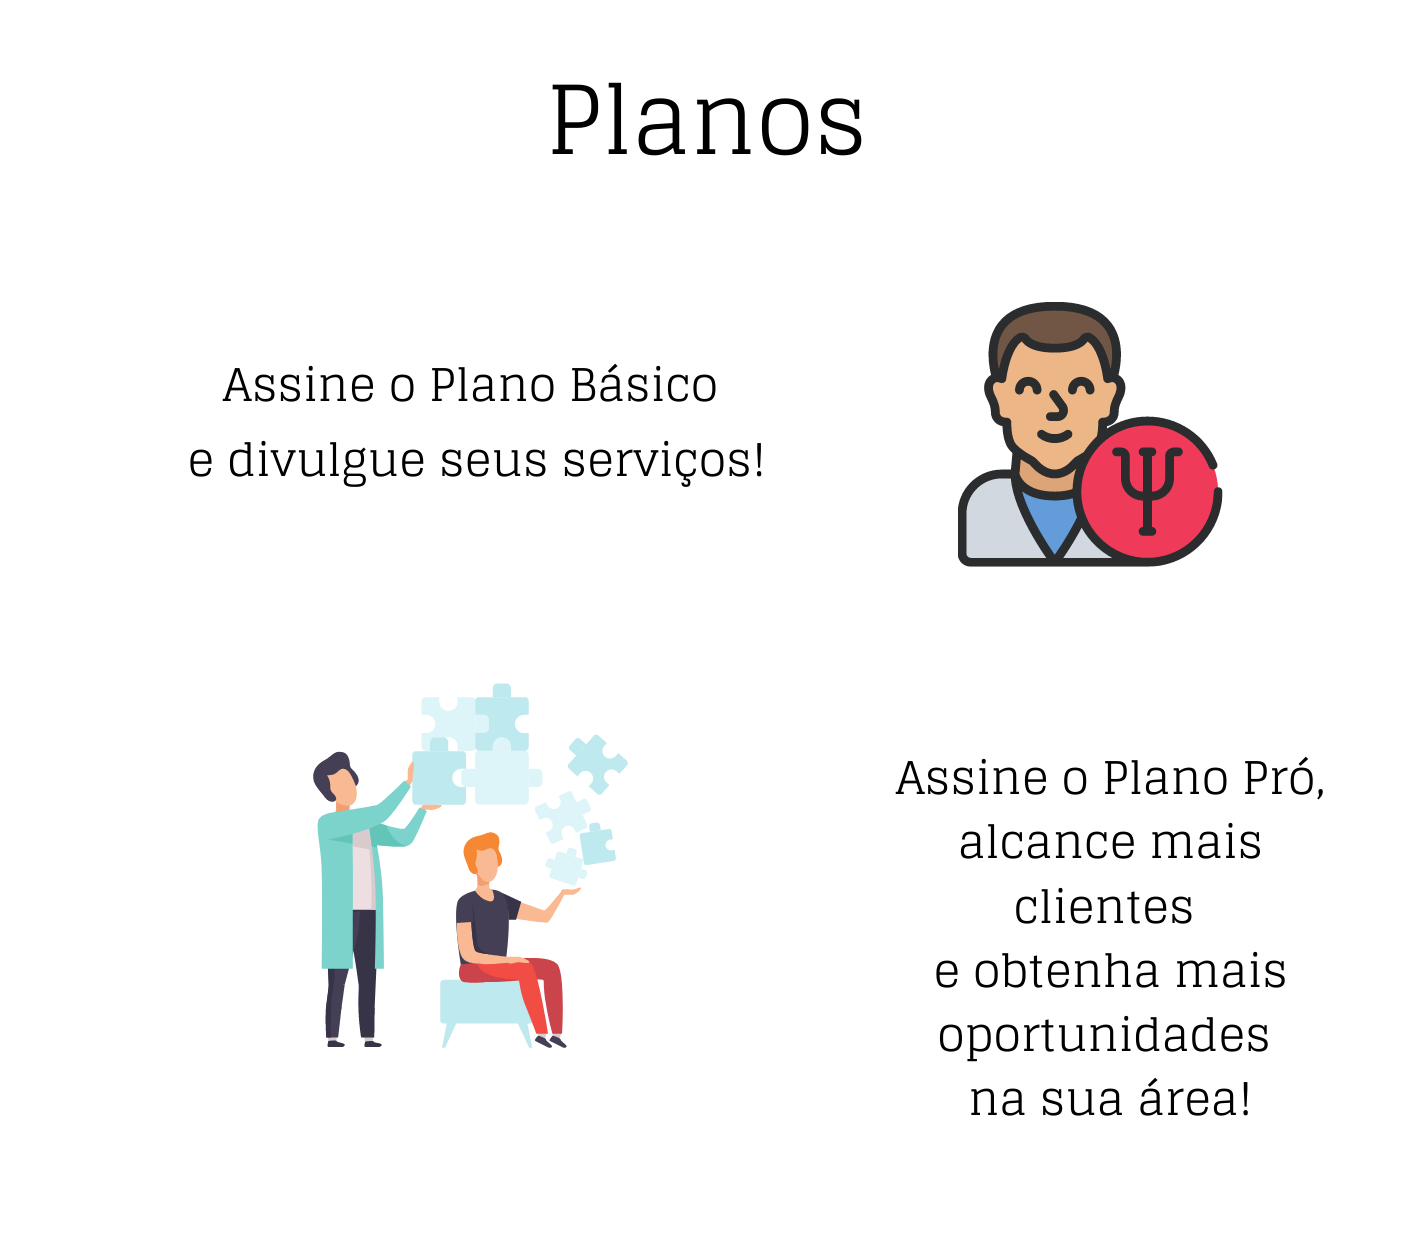 Planos
Assine o Plano Básico
e divulgue seus serviços!
Assine o Plano Pró,
alcance mais
clientes
e obtenha mais
oportunidades
na sua área!